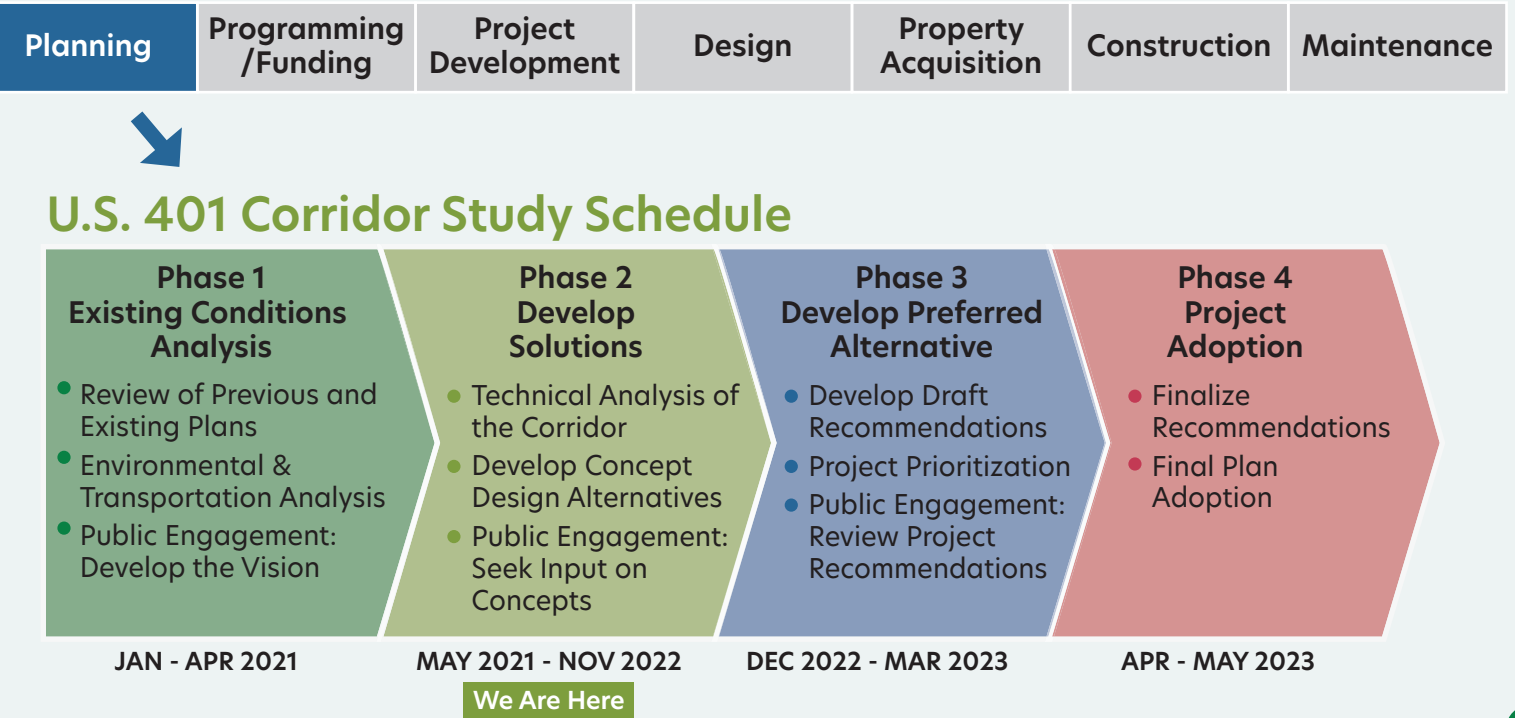 Planning
Programming
/Funding
Project
Development
Design
Property
Acquisition
Construction
Maintenance
U.S. 401 Corridor Study Schedule
Phase 1
Existing Conditions
Analysis
Review of Previous and
Existing Plans
Environmental &
Transportation Analysis
Public Engagement:
Develop the Vision
JAN - APR 2021
Phase 2
Develop
Solutions
Technical Analysis of
the Corridor
Develop Concept
Design Alternatives
Public Engagement:
Seek Input on
Concepts
MAY 2021 - NOV 2022
We Are Here
Phase 3
Develop Preferred
Alternative
Develop Draft
Recommendations
Project Prioritization
Public Engagement:
Review Project
Recommendations
DEC 2022 - MAR 2023
Phase 4
Project
Adoption
Finalize
Recommendations
Final Plan
Adoption
APR - MAY 2023